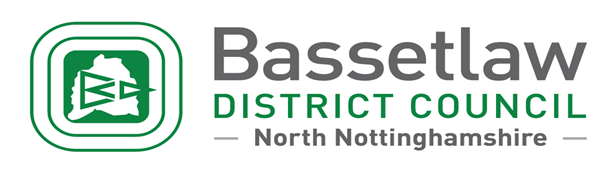 Bassetlaw
DISTRICT COUNCIL
North Nottinghamshire